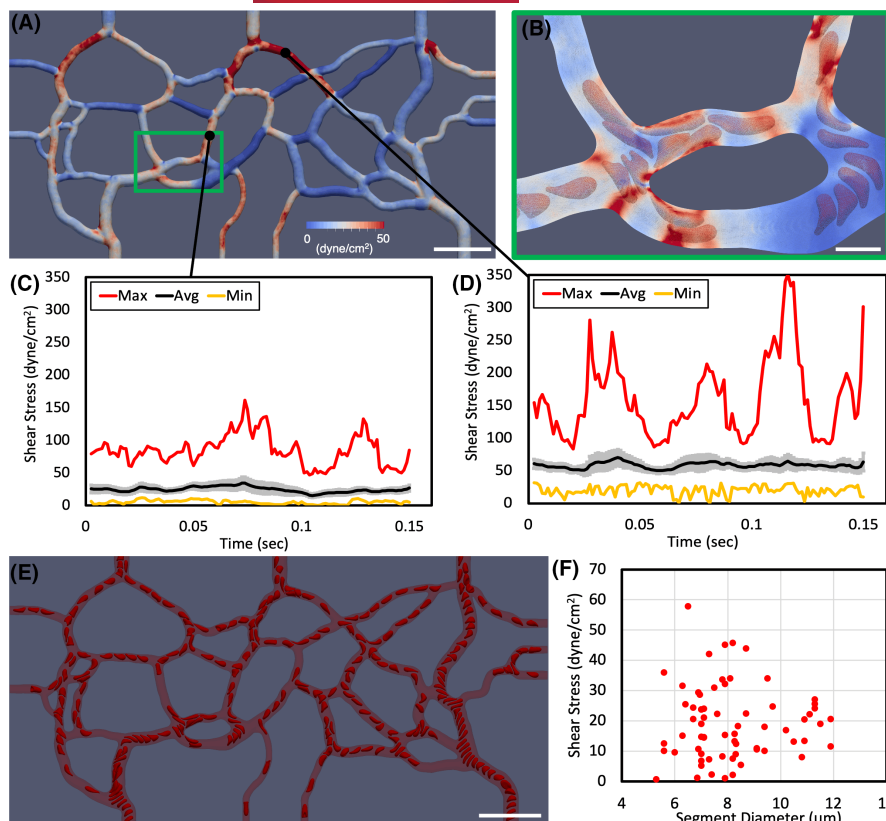 (A)
0 50
(dyne/cm²)
(B)
(C)
350
300
250
200
150
100
50
0
Max Avg Min
Shear Stress (dyne/cm²)
0 0.05 0.1 0.15
Time (sec)
(D)
350
300
250
200
150
100
50
0
Max Avg Min
Shear Stress (dyne/cm²)
0 0.05 0.1 0.15
Time (sec)
(E)
(F)
70
60
50
40
30
20
10
0
Shear Stress (dyne/cm²)
4 6 8 10 12
Segment Diameter (µm)